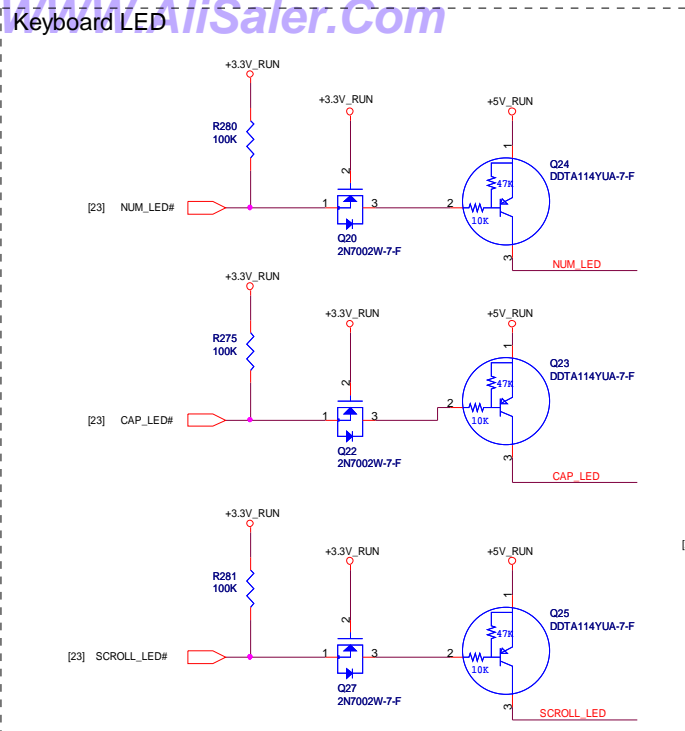 WWW.AliSaler.Com
Keyboard LED
+3.3V_RUN
+3.3V_RUN
+5V_RUN
R280
100K
2
1
Q24
DDTA114YUA-7-F
47K
[23] NUM_LED#
1
3
2
10K
Q20
2N7002W-7-F
3
NUM_LED
+3.3V_RUN
+3.3V_RUN
+5V_RUN
R275
100K
2
1
Q23
DDTA114YUA-7-F
47K
[23] CAP_LED#
1
3
2
10K
Q22
2N7002W-7-F
3
CAP_LED
+3.3V_RUN
+3.3V_RUN
+5V_RUN
R281
100K
2
1
Q25
DDTA114YUA-7-F
47K
[23] SCROLL_LED#
1
3
2
10K
Q27
2N7002W-7-F
3
SCROLL_LED
[